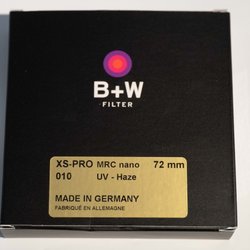 B+W
FILTER
XS-PRO MRC nano 72 mm
010 UV - Haze
MADE IN GERMANY
FABRIQUÉ EN ALLEMAGNE